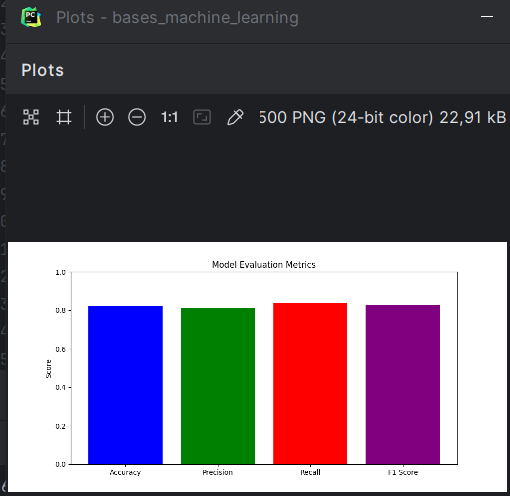 PC
Plots - bases_machine_learning
Plots
1:1
500 PNG (24-bit color) 22,91 kB
Model Evaluation Metrics
1.0
0.8
0.6
0.4
0.2
0.0
Score
Accuracy Precision Recall F1 Score